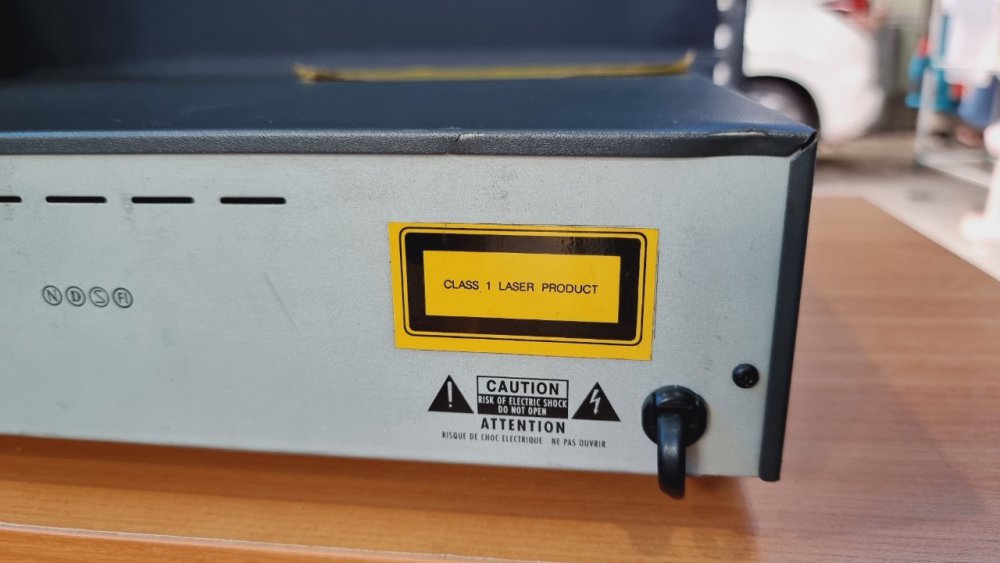 CLASS 1 LASER PRODUCT
N D S FI
CAUTION
RISK OF ELECTRIC SHOCK
DO NOT OPEN
ATTENTION
RISQUE DE CHOC ELECTRIQUE NE PAS OUVRIR